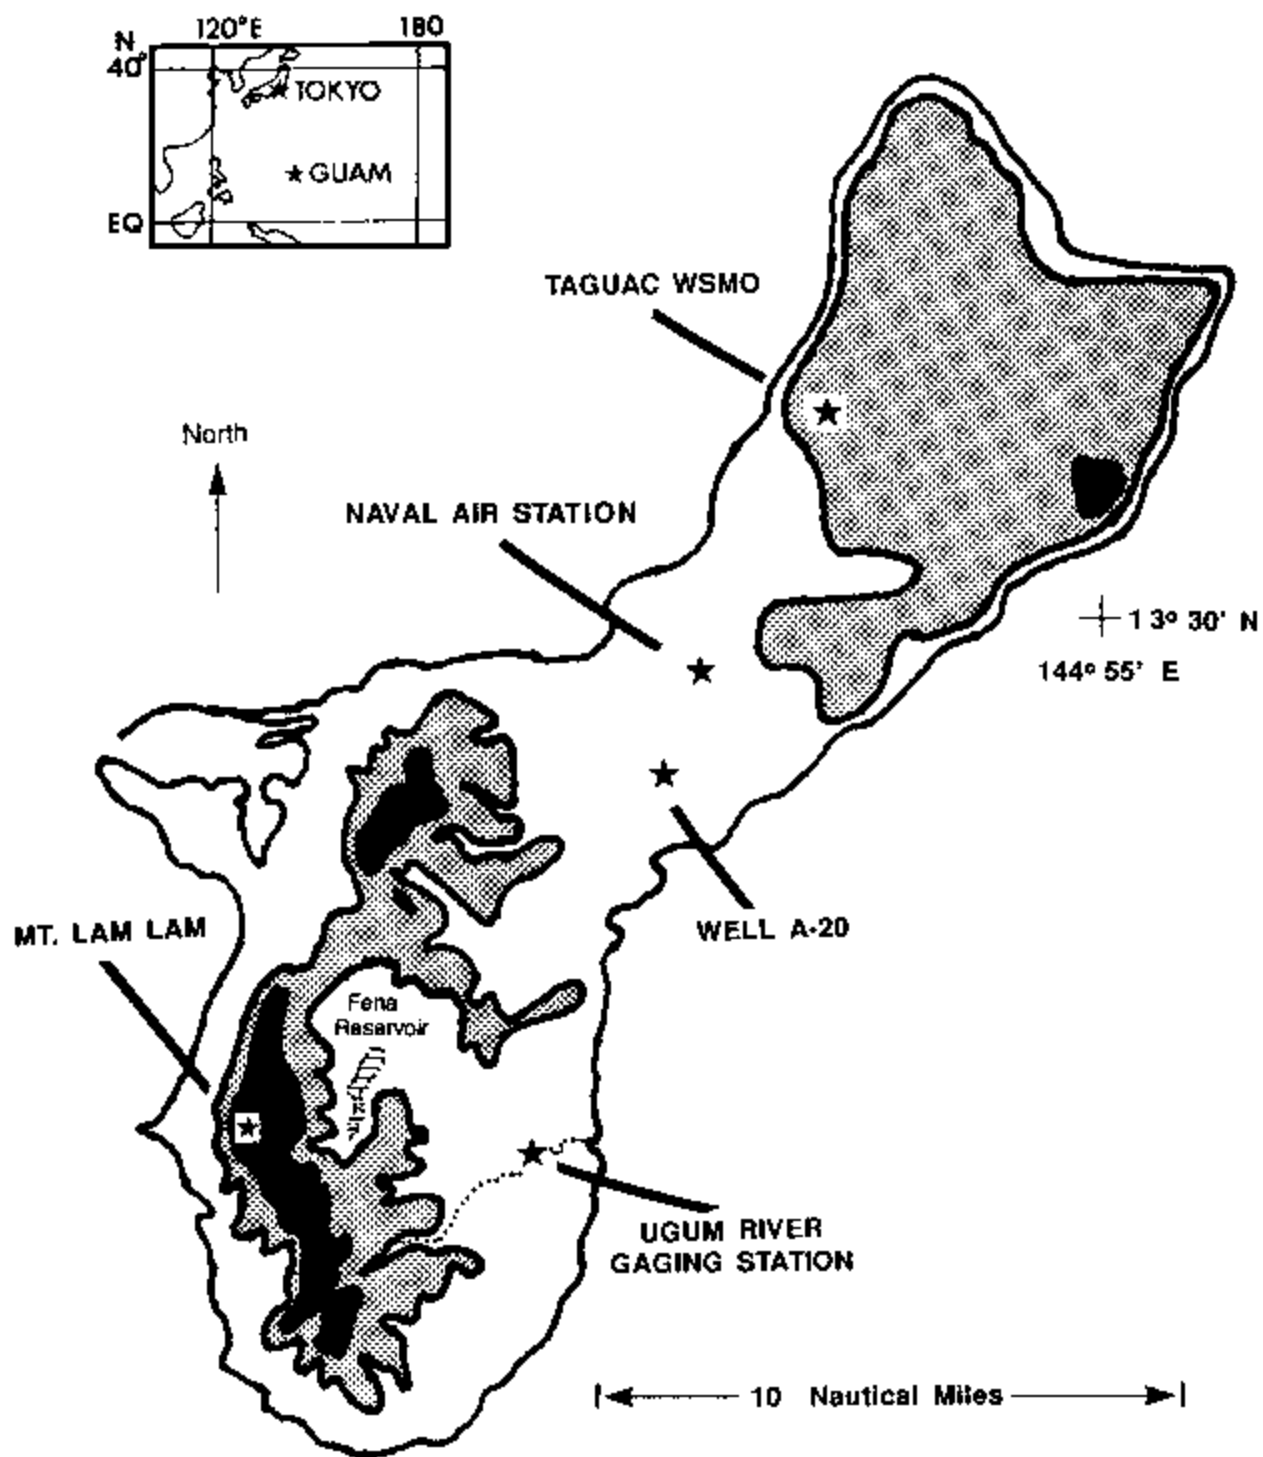 120°E 180
N
40°
TOKYO
GUAM
EQ
TAGUAC WSMO
North
NAVAL AIR STATION
13° 30' N
144° 55' E
MT. LAM LAM
WELL A-20
Fena
Reservoir
UGUM RIVER
GAGING STATION
10 Nautical Miles